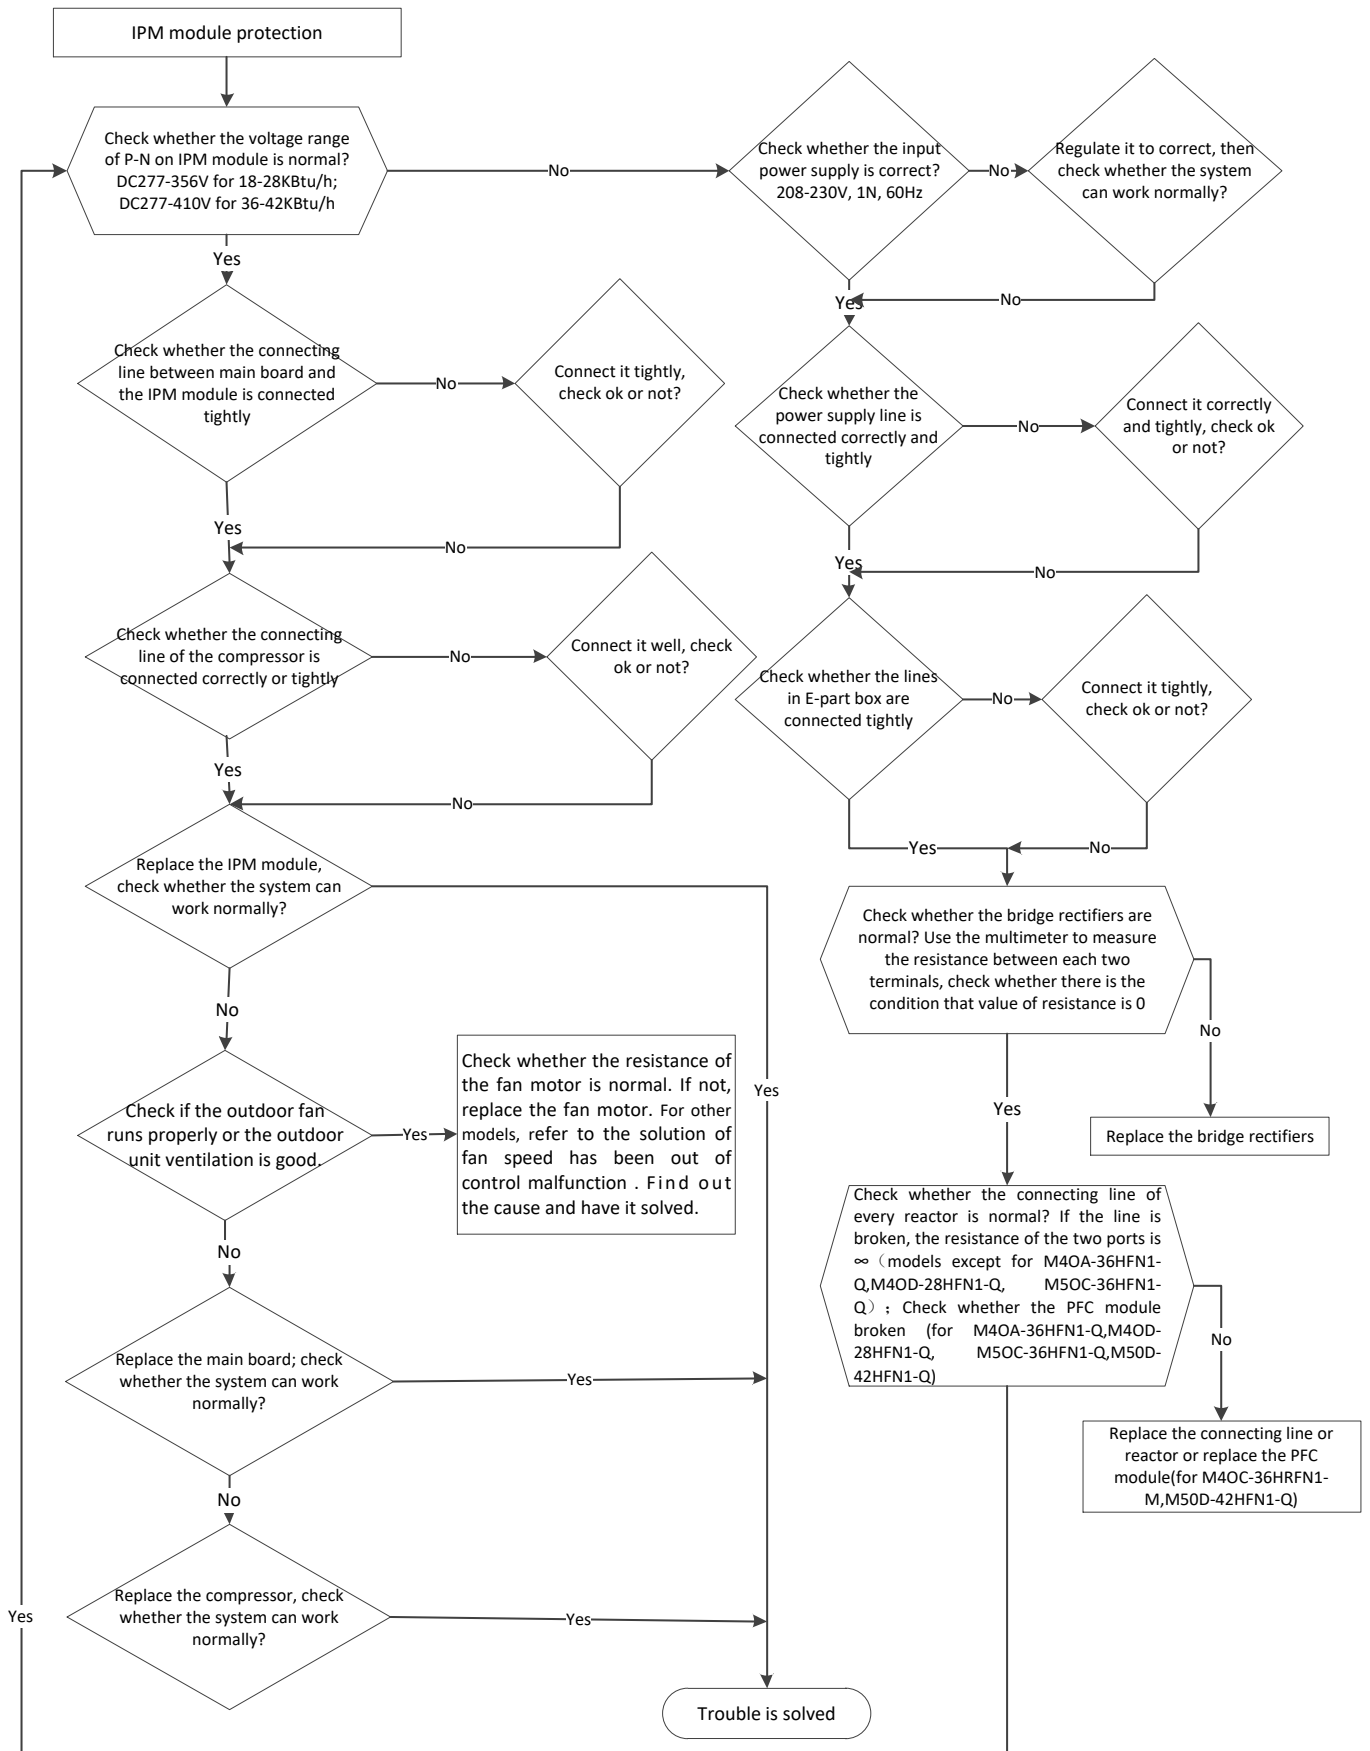 IPM module protection
Check whether the voltage range
of P-N on IPM module is normal?
DC277-356V for 18-28KBtu/h;
DC277-410V for 36-42KBtu/h
No
Check whether the input
power supply is correct?
208-230V, 1N, 60Hz
No
Regulate it to correct, then
check whether the system
can work normally?
Yes
Yes
No
Check whether the connecting
line between main board and
the IPM module is connected
tightly
No
Connect it tightly,
check ok or not?
Check whether the
power supply line is
connected correctly and
tightly
No
Connect it correctly
and tightly, check ok
or not?
Yes
No
Yes
No
Check whether the connecting
line of the compressor is
connected correctly or tightly
No
Connect it well, check
ok or not?
Check whether the lines
in E-part box are
connected tightly
No
Connect it tightly,
check ok or not?
Yes
No
Yes
No
Replace the IPM module,
check whether the system can
work normally?
Check whether the bridge rectifiers are
normal? Use the multimeter to measure
the resistance between each two
terminals, check whether there is the
condition that value of resistance is 0
No
No
Yes
Yes
Replace the bridge rectifiers
Check if the outdoor fan
runs properly or the outdoor
unit ventilation is good.
Yes
Check whether the resistance of
the fan motor is normal. If not,
replace the fan motor. For other
models, refer to the solution of
fan speed has been out of
control malfunction . Find out
the cause and have it solved.
Check whether the connecting line of
every reactor is normal? If the line is
broken, the resistance of the two ports is
∞（models except for M4OA-36HFN1-
Q,M4OD-28HFN1-Q, M5OC-36HFN1-
Q）; Check whether the PFC module
broken (for M4OA-36HFN1-Q,M4OD-
28HFN1-Q, M5OC-36HFN1-Q,M50D-
42HFN1-Q)
No
No
Replace the main board; check
whether the system can work
normally?
Yes
Replace the connecting line or
reactor or replace the PFC
module(for M4OC-36HRFN1-
M,M50D-42HFN1-Q)
No
Replace the compressor, check
whether the system can work
normally?
Yes
Yes
Trouble is solved